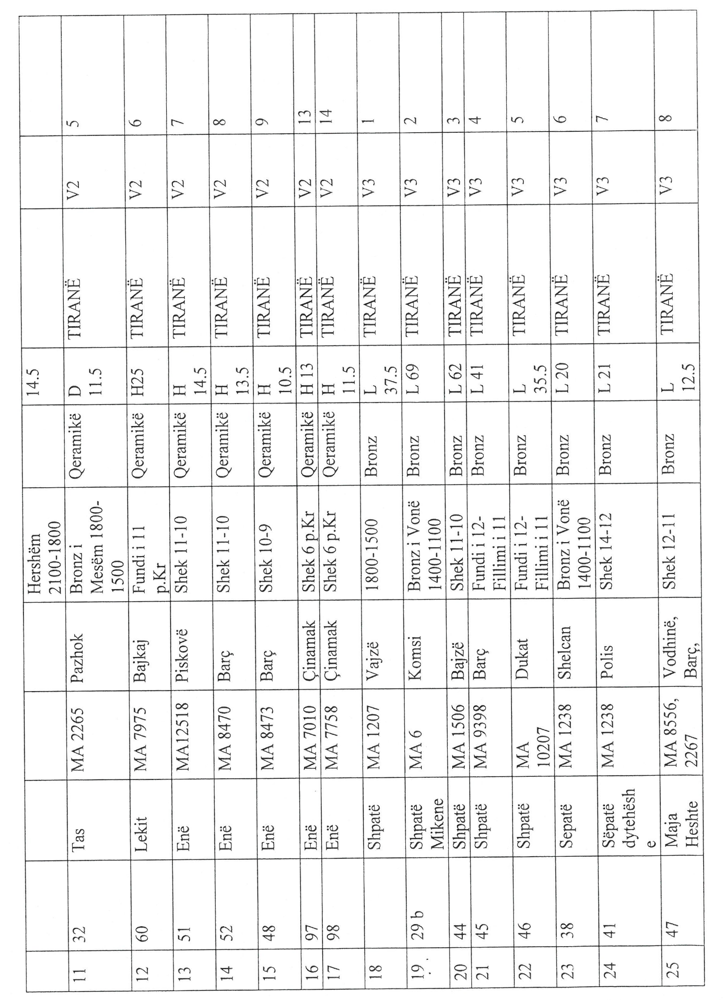 Hershëm 14.5
2100-1800
11 32 Tas MA 2265 Pazhok Bronz i Qeramikë D TIRANË V2 5
Mesëm 1800- 11.5
1500
12 60 Lekit MA 7975 Bajkaj Fundi i 11 Qeramikë H25 TIRANË V2 6
p.Kr
13 51 Enë MA12518 Piskovë Shek 11-10 Qeramikë H TIRANË V2 7
14.5
14 52 Enë MA 8470 Barç Shek 11-10 Qeramikë H TIRANË V2 8
13.5
15 48 Enë MA 8473 Barç Shek 10-9 Qeramikë H TIRANË V2 9
10.5
16 97 Enë MA 7010 Çinamak Shek 6 p.Kr Qeramikë H 13 TIRANË V2 13
17 98 Enë MA 7758 Çinamak Shek 6 p.Kr Qeramikë H TIRANË V2 14
11.5
18 Shpatë MA 1207 Vajzë 1800-1500 Bronz L TIRANË V3 1
37.5
19 29 b Shpatë MA 6 Komsi Bronz i Vonë Bronz L 69 TIRANË V3 2
Mikene 1400-1100
20 44 Shpatë MA 1506 Bajzë Shek 11-10 Bronz L 62 TIRANË V3 3
21 45 Shpatë MA 9398 Barç Fundi i 12- Bronz L 41 TIRANË V3 4
Fillimi i 11
22 46 Shpatë MA Dukat Fundi i 12- Bronz L TIRANË V3 5
10207 Fillimi i 11 35.5
23 38 Sepatë MA 1238 Shelcan Bronz i Vonë Bronz L 20 TIRANË V3 6
1400-1100
24 41 Sëpatë MA 1238 Polis Shek 14-12 Bronz L 21 TIRANË V3 7
dytehësh
e
25 47 Maja MA 8556, Vodhinë, Shek 12-11 Bronz L TIRANË V3 8
Heshte 2267 Barç, 12.5